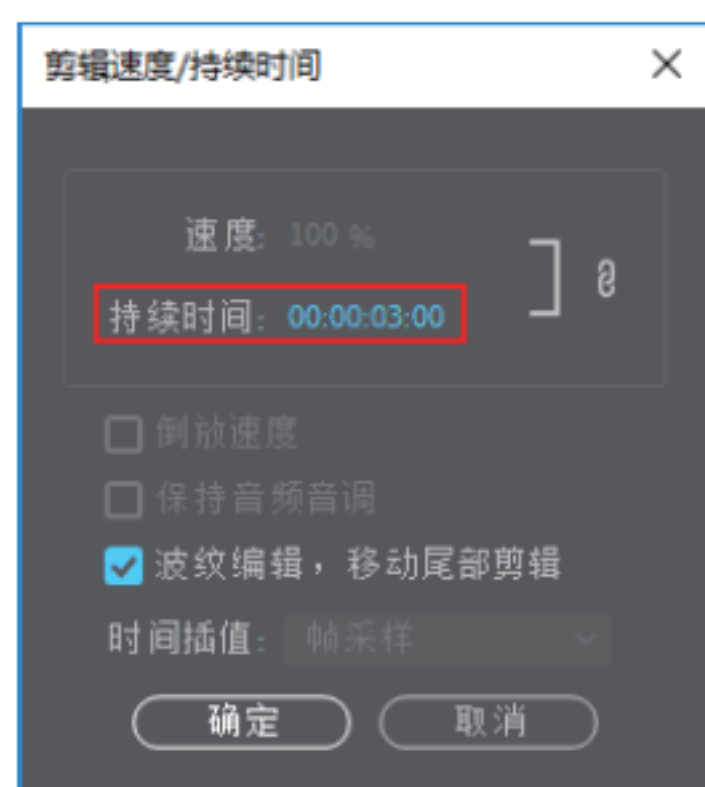 剪辑速度/持续时间
速度: 100 %
持续时间: 00:00:03:00
倒放速度
保持音频音调
波纹编辑，移动尾部剪辑
时间插值: 帧采样
确定 取消